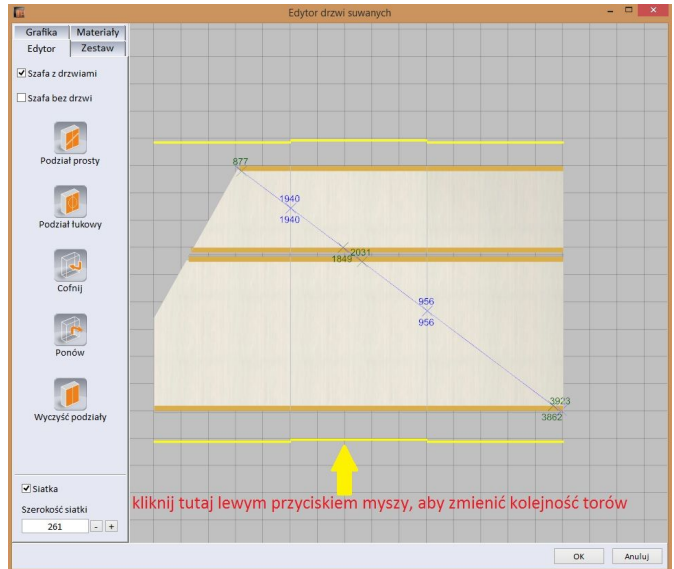 Edytor drzwi suwanych
Grafika Materiały
Edytor Zestaw
Szafa z drzwiami
Szafa bez drzwi
Podział prosty
Podział łukowy
Cofnij
Ponów
Wyczyść podziały
Siatka
Szerokość siatki
261 - +
877
1940
1940
2031
1849
956
956
3923
3862
kliknij tutaj lewym przyciskiem myszy, aby zmienić kolejność torów
OK Anuluj